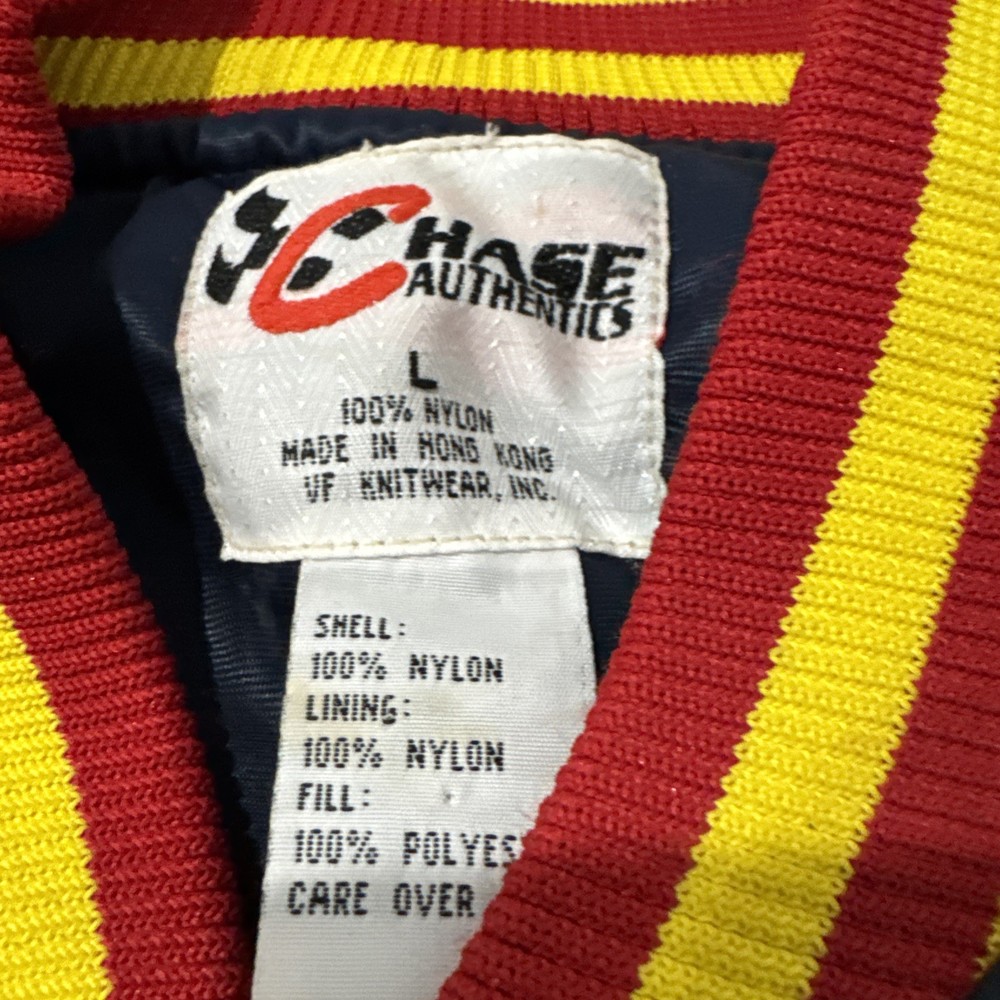 CHASE
AUTHENTICS
L
100% NYLON
MADE IN HONG KONG
VF KNITWEAR, INC.
SHELL:
100% NYLON
LINING:
100% NYLON
FILL:
100% POLYES
CARE OVER